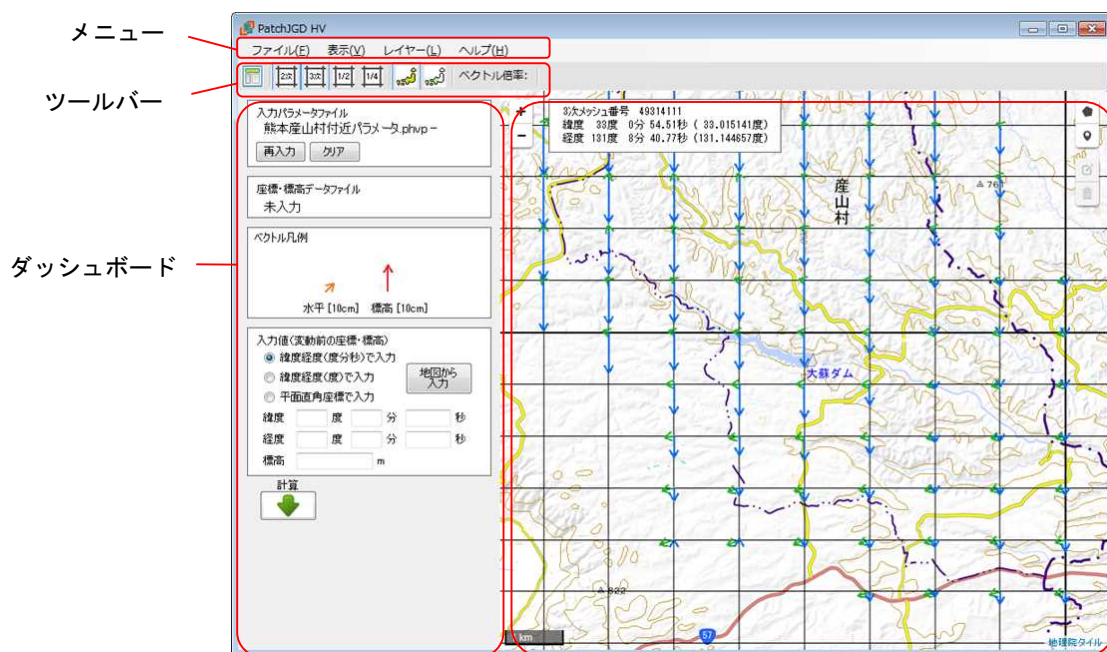 メニュー
ツールバー
ダッシュボード
PatchJGD HV
ファイル(F) 表示(V) レイヤー(L) ヘルプ(H)
2次 3次 1/2 1/4 ベクトル倍率:
入力パラメータファイル
熊本産山村付近パラメータ.phvp -
再入力 クリア
座標・標高データファイル
未入力
ベクトル凡例
水平 [10cm] 標高 [10cm]
入力値(変動前の座標・標高)
緯度経度(度分秒)で入力
緯度経度(度)で入力
平面直角座標で入力
地図から
入力
緯度 度 分 秒
経度 度 分 秒
標高 m
計算
+
−
3次メッシュ番号 49314111
緯度 33度 0分 54.51秒 ( 33.015141度)
経度 131度 8分 40.77秒 (131.144657度)
産山村
761
大蘇ダム
822
57
km
地理院タイル